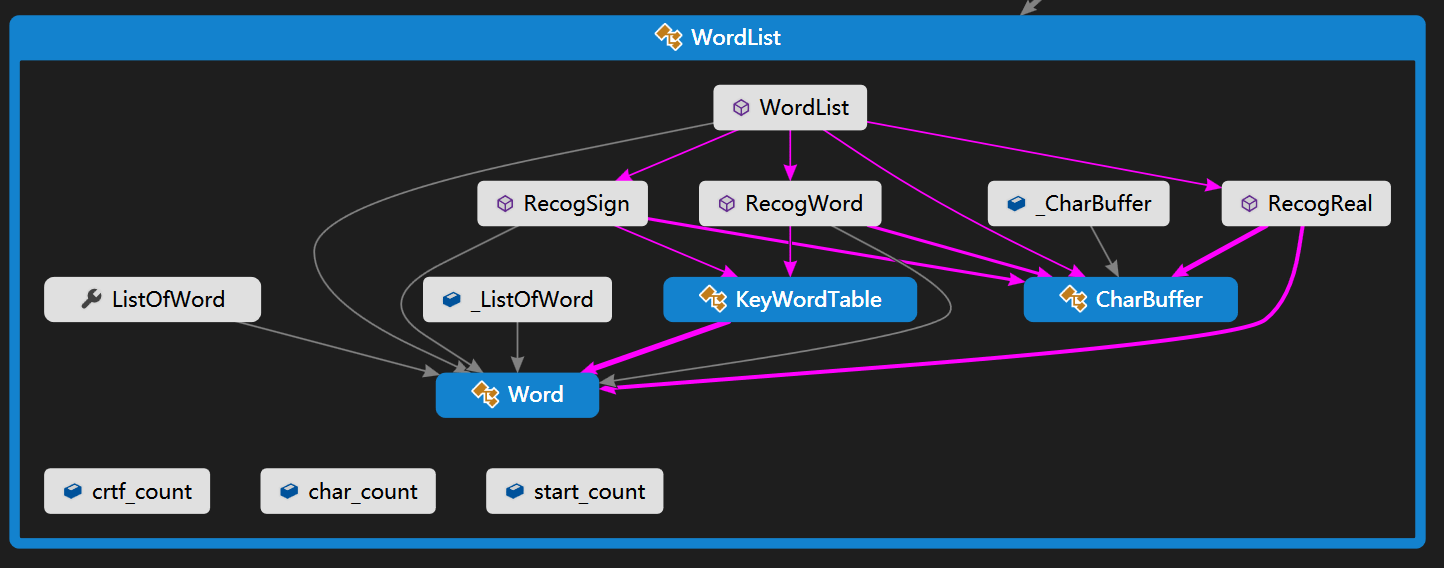 WordList
WordList
RecogSign
RecogWord
_CharBuffer
RecogReal
ListOfWord
_ListOfWord
KeyWordTable
CharBuffer
Word
crtf_count
char_count
start_count